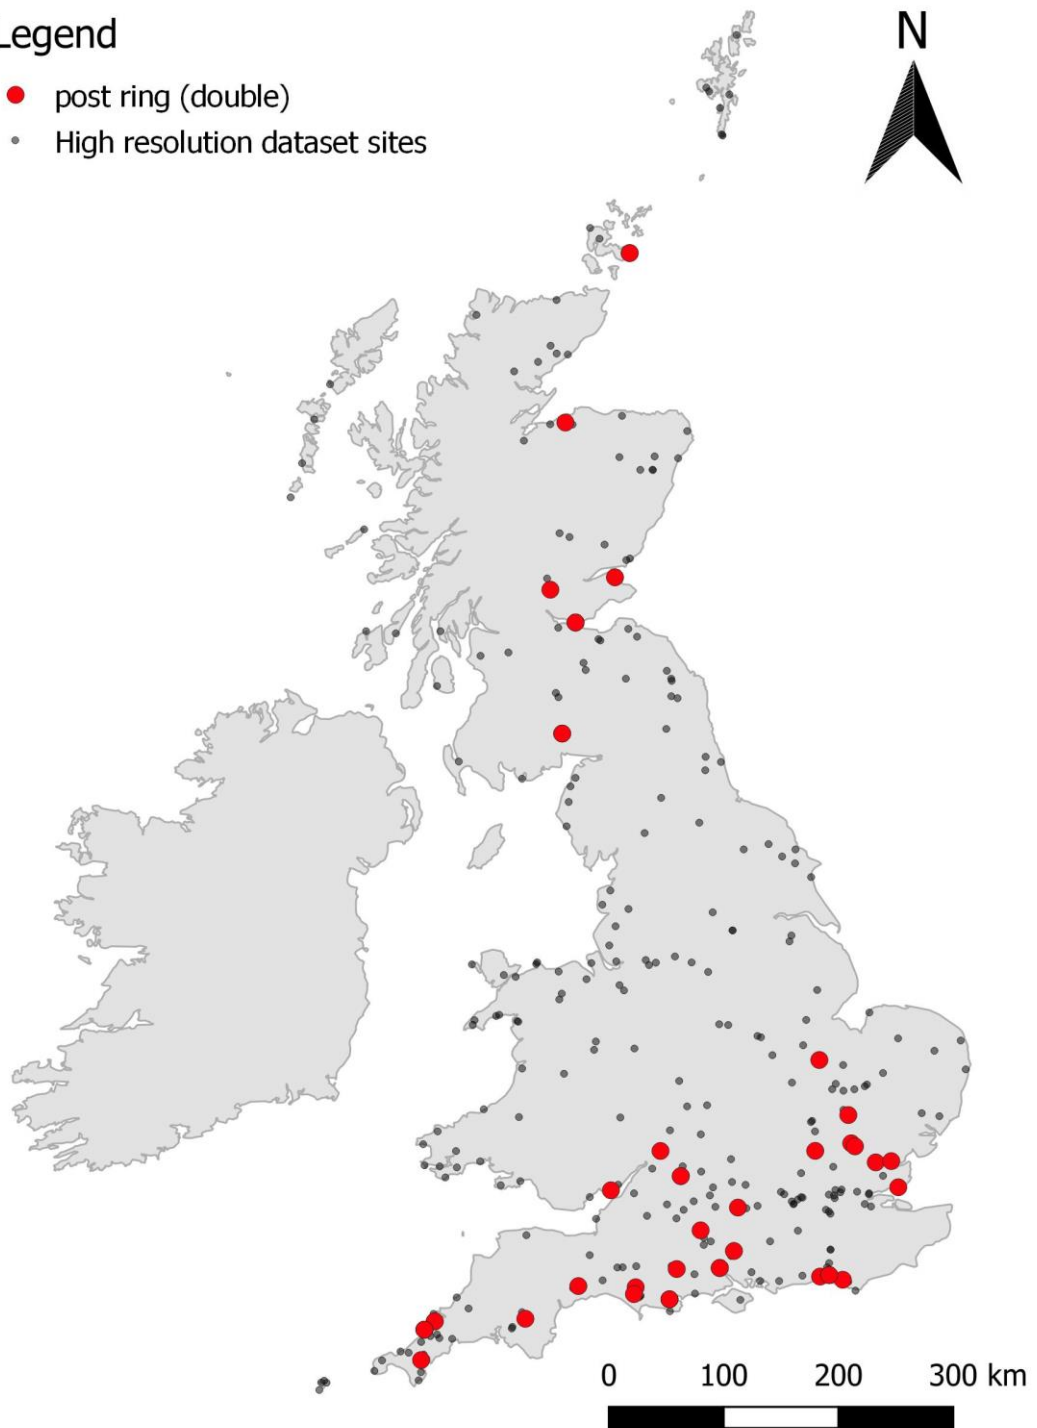 Legend
N
post ring (double)
High resolution dataset sites
0 100 200 300 km